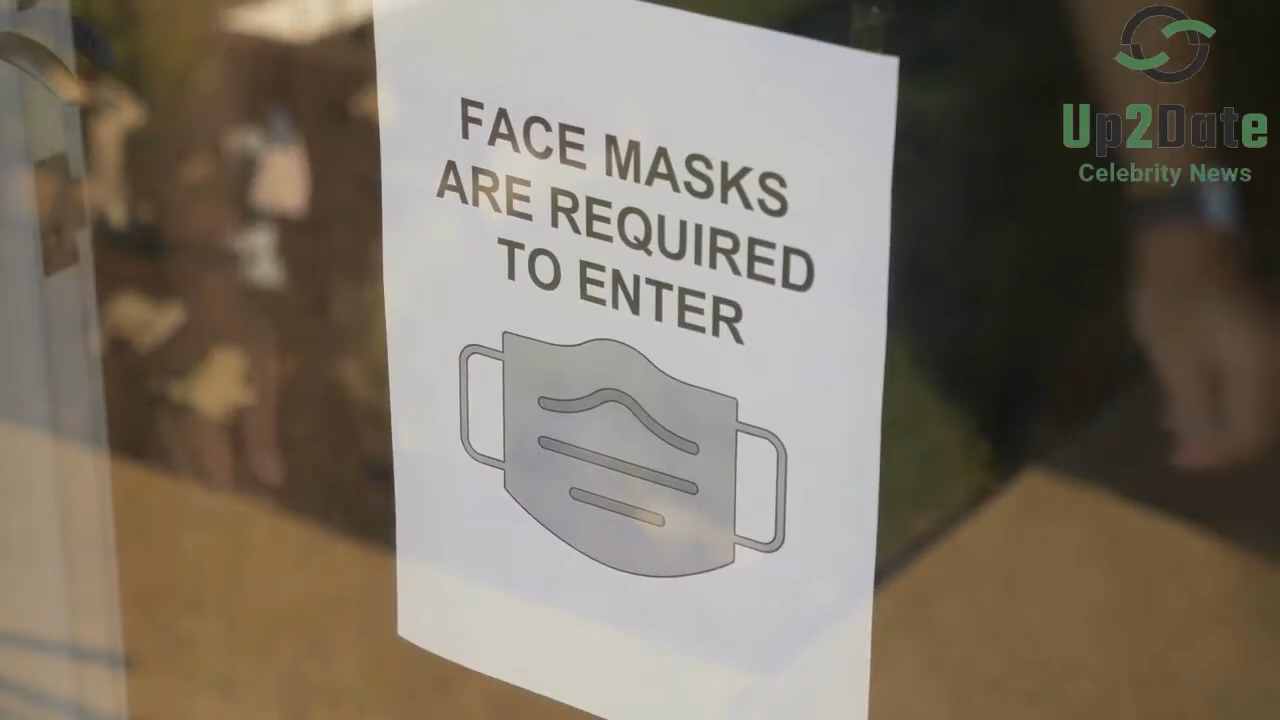 FACE MASKS
ARE REQUIRED
TO ENTER
Up2Date
Celebrity News